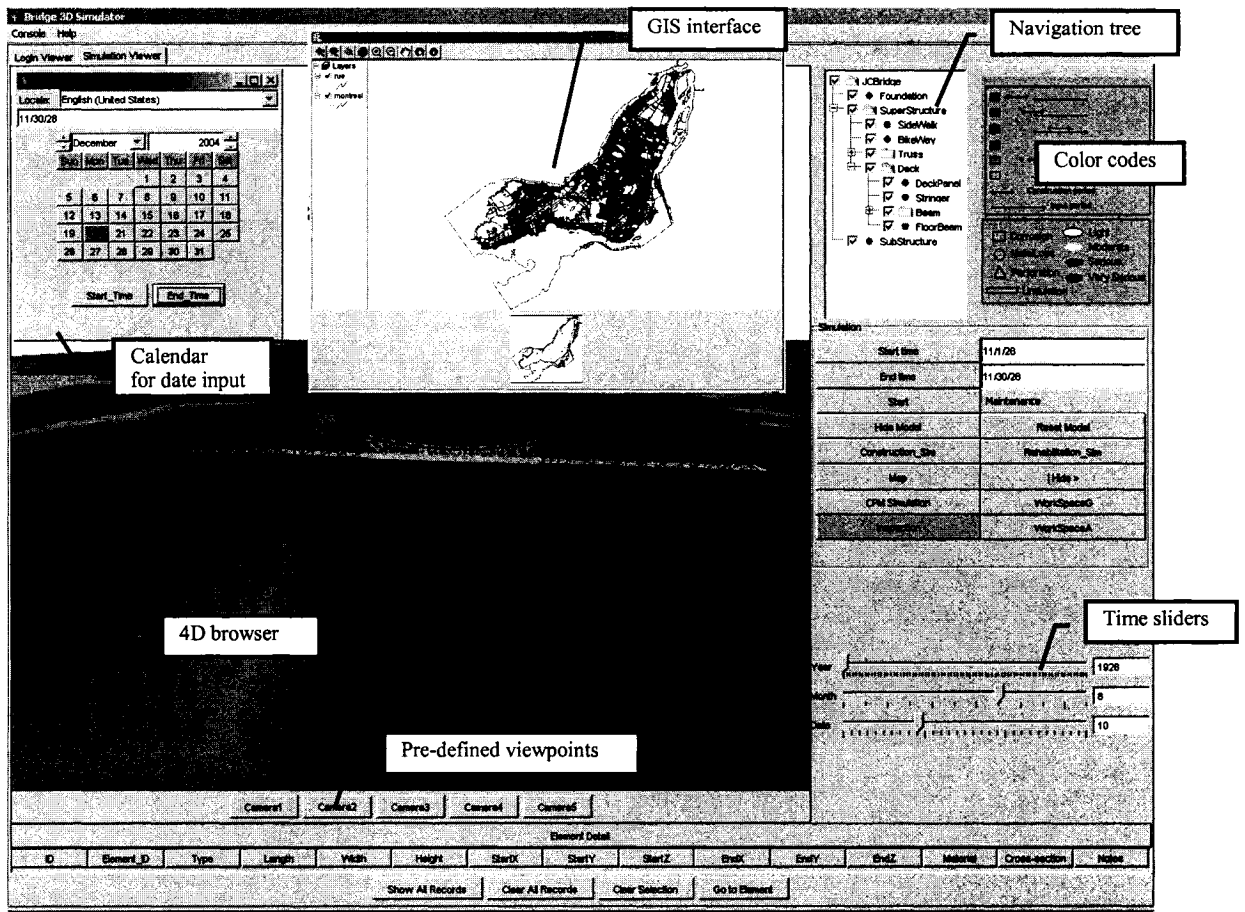 Bridge 3D Simulator
Console Help
Login Viewer Simulation Viewer
GIS interface
Navigation tree
Color codes
Locale: English (United States)
11/30/28
December 2004
Sun Mon Tue Wed Thu Fri Sat
1 2 3 4
5 6 7 8 9 10 11
12 13 14 15 16 17 18
19 21 22 23 24 25
26 27 28 29 30 31
Start_Time End_Time
Calendar
for date input
Layers
rue
montreal
JCBridge
Foundation
SuperStructure
SideWalk
BikeWay
Truss
Deck
DeckPanel
Stringer
Beam
FloorBeam
SubStructure
Corrosion Light
Moderate
Serious
Very Serious
Simulation
Start time 11/1/28
End time 11/30/28
Start Maintenance
Hide Model Reset Model
Construction_Sim Rehabilitation_Sim
Map | Hide >
CPM Simulation WorkSpaceG
WorkSpaceA
4D browser
Time sliders
Year 1928
Month 8
Date 10
Pre-defined viewpoints
Camera1 Camera2 Camera3 Camera4 Camera5
Element Detail
ID Element_ID Type Length Width Height StartX StartY StartZ EndX EndY EndZ Material Cross-section Notes
Show All Records Clear All Records Clear Selection Go to Element